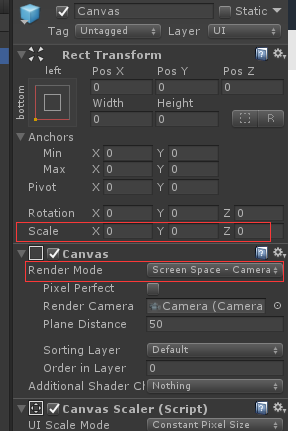 Canvas Static
Tag Untagged Layer UI
Rect Transform
left Pos X Pos Y Pos Z
0 0 0
bottom Width Height
0 0 R
Anchors
Min X 0 Y 0
Max X 0 Y 0
Pivot X 0 Y 0
Rotation X 0 Y 0 Z 0
Scale X 0 Y 0 Z 0
Canvas
Render Mode Screen Space - Camera
Pixel Perfect
Render Camera Camera (Camera
Plane Distance 50
Sorting Layer Default
Order in Layer 0
Additional Shader Ch Nothing
Canvas Scaler (Script)
UI Scale Mode Constant Pixel Size